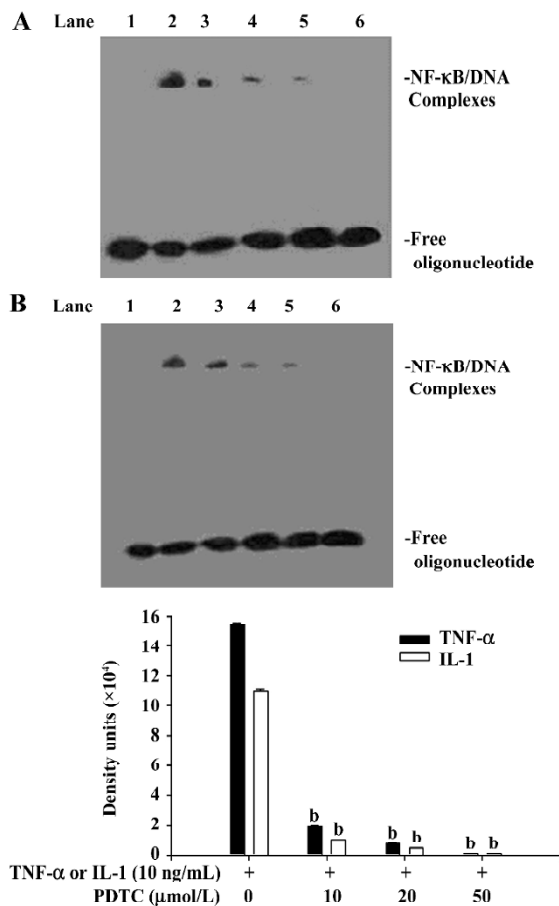 A Lane 1 2 3 4 5 6
-NF-κB/DNA
Complexes
-Free
oligonucleotide
B Lane 1 2 3 4 5 6
-NF-κB/DNA
Complexes
-Free
oligonucleotide
16
14
12
10
8
6
4
2
0
Density units (×10⁴)
TNF-α
IL-1
b b b b b b
TNF-α or IL-1 (10 ng/mL) + + + +
PDTC (μmol/L) 0 10 20 50